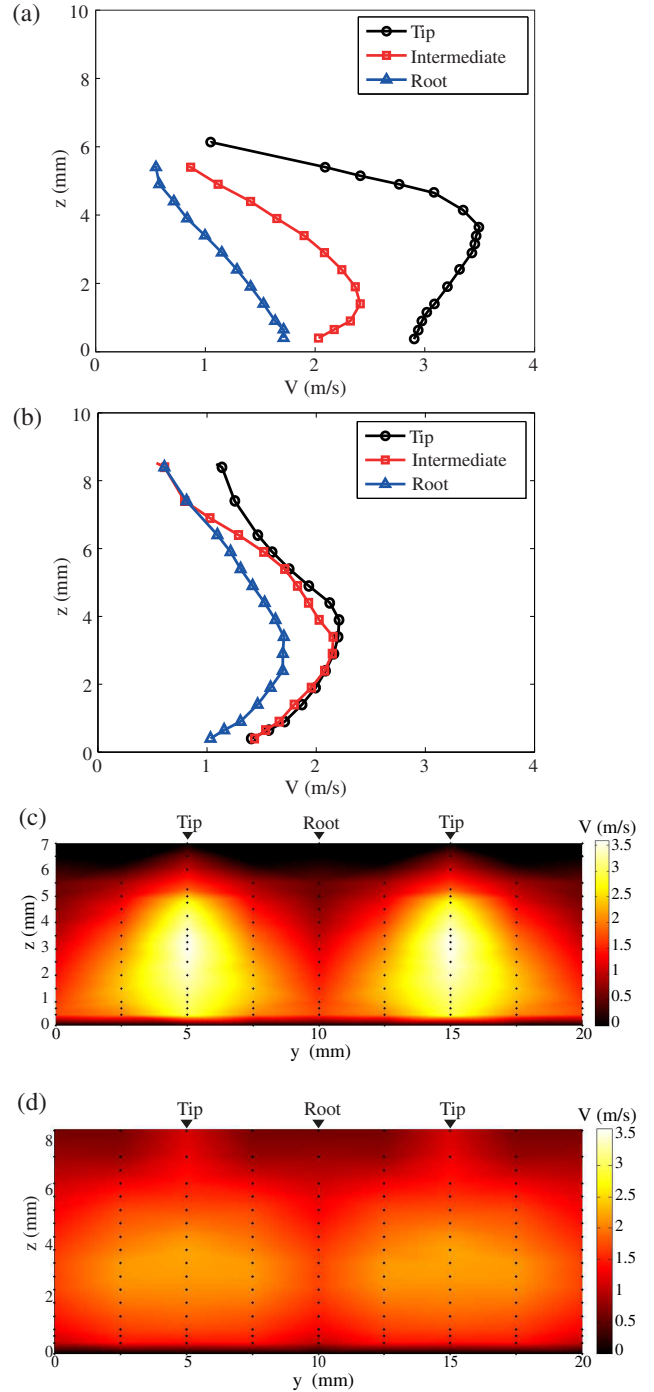 (a)
10
8
6
4
2
0
z (mm)
Tip
Intermediate
Root
0 1 2 3 4
V (m/s)
(b)
10
8
6
4
2
0
z (mm)
Tip
Intermediate
Root
0 1 2 3 4
V (m/s)
(c)
Tip Root Tip
V (m/s)
7
6
5
4
3
2
1
0
z (mm)
3.5
3
2.5
2
1.5
1
0.5
0
0 5 10 15 20
y (mm)
(d)
Tip Root Tip
V (m/s)
8
6
4
2
0
z (mm)
3.5
3
2.5
2
1.5
1
0.5
0
0 5 10 15 20
y (mm)